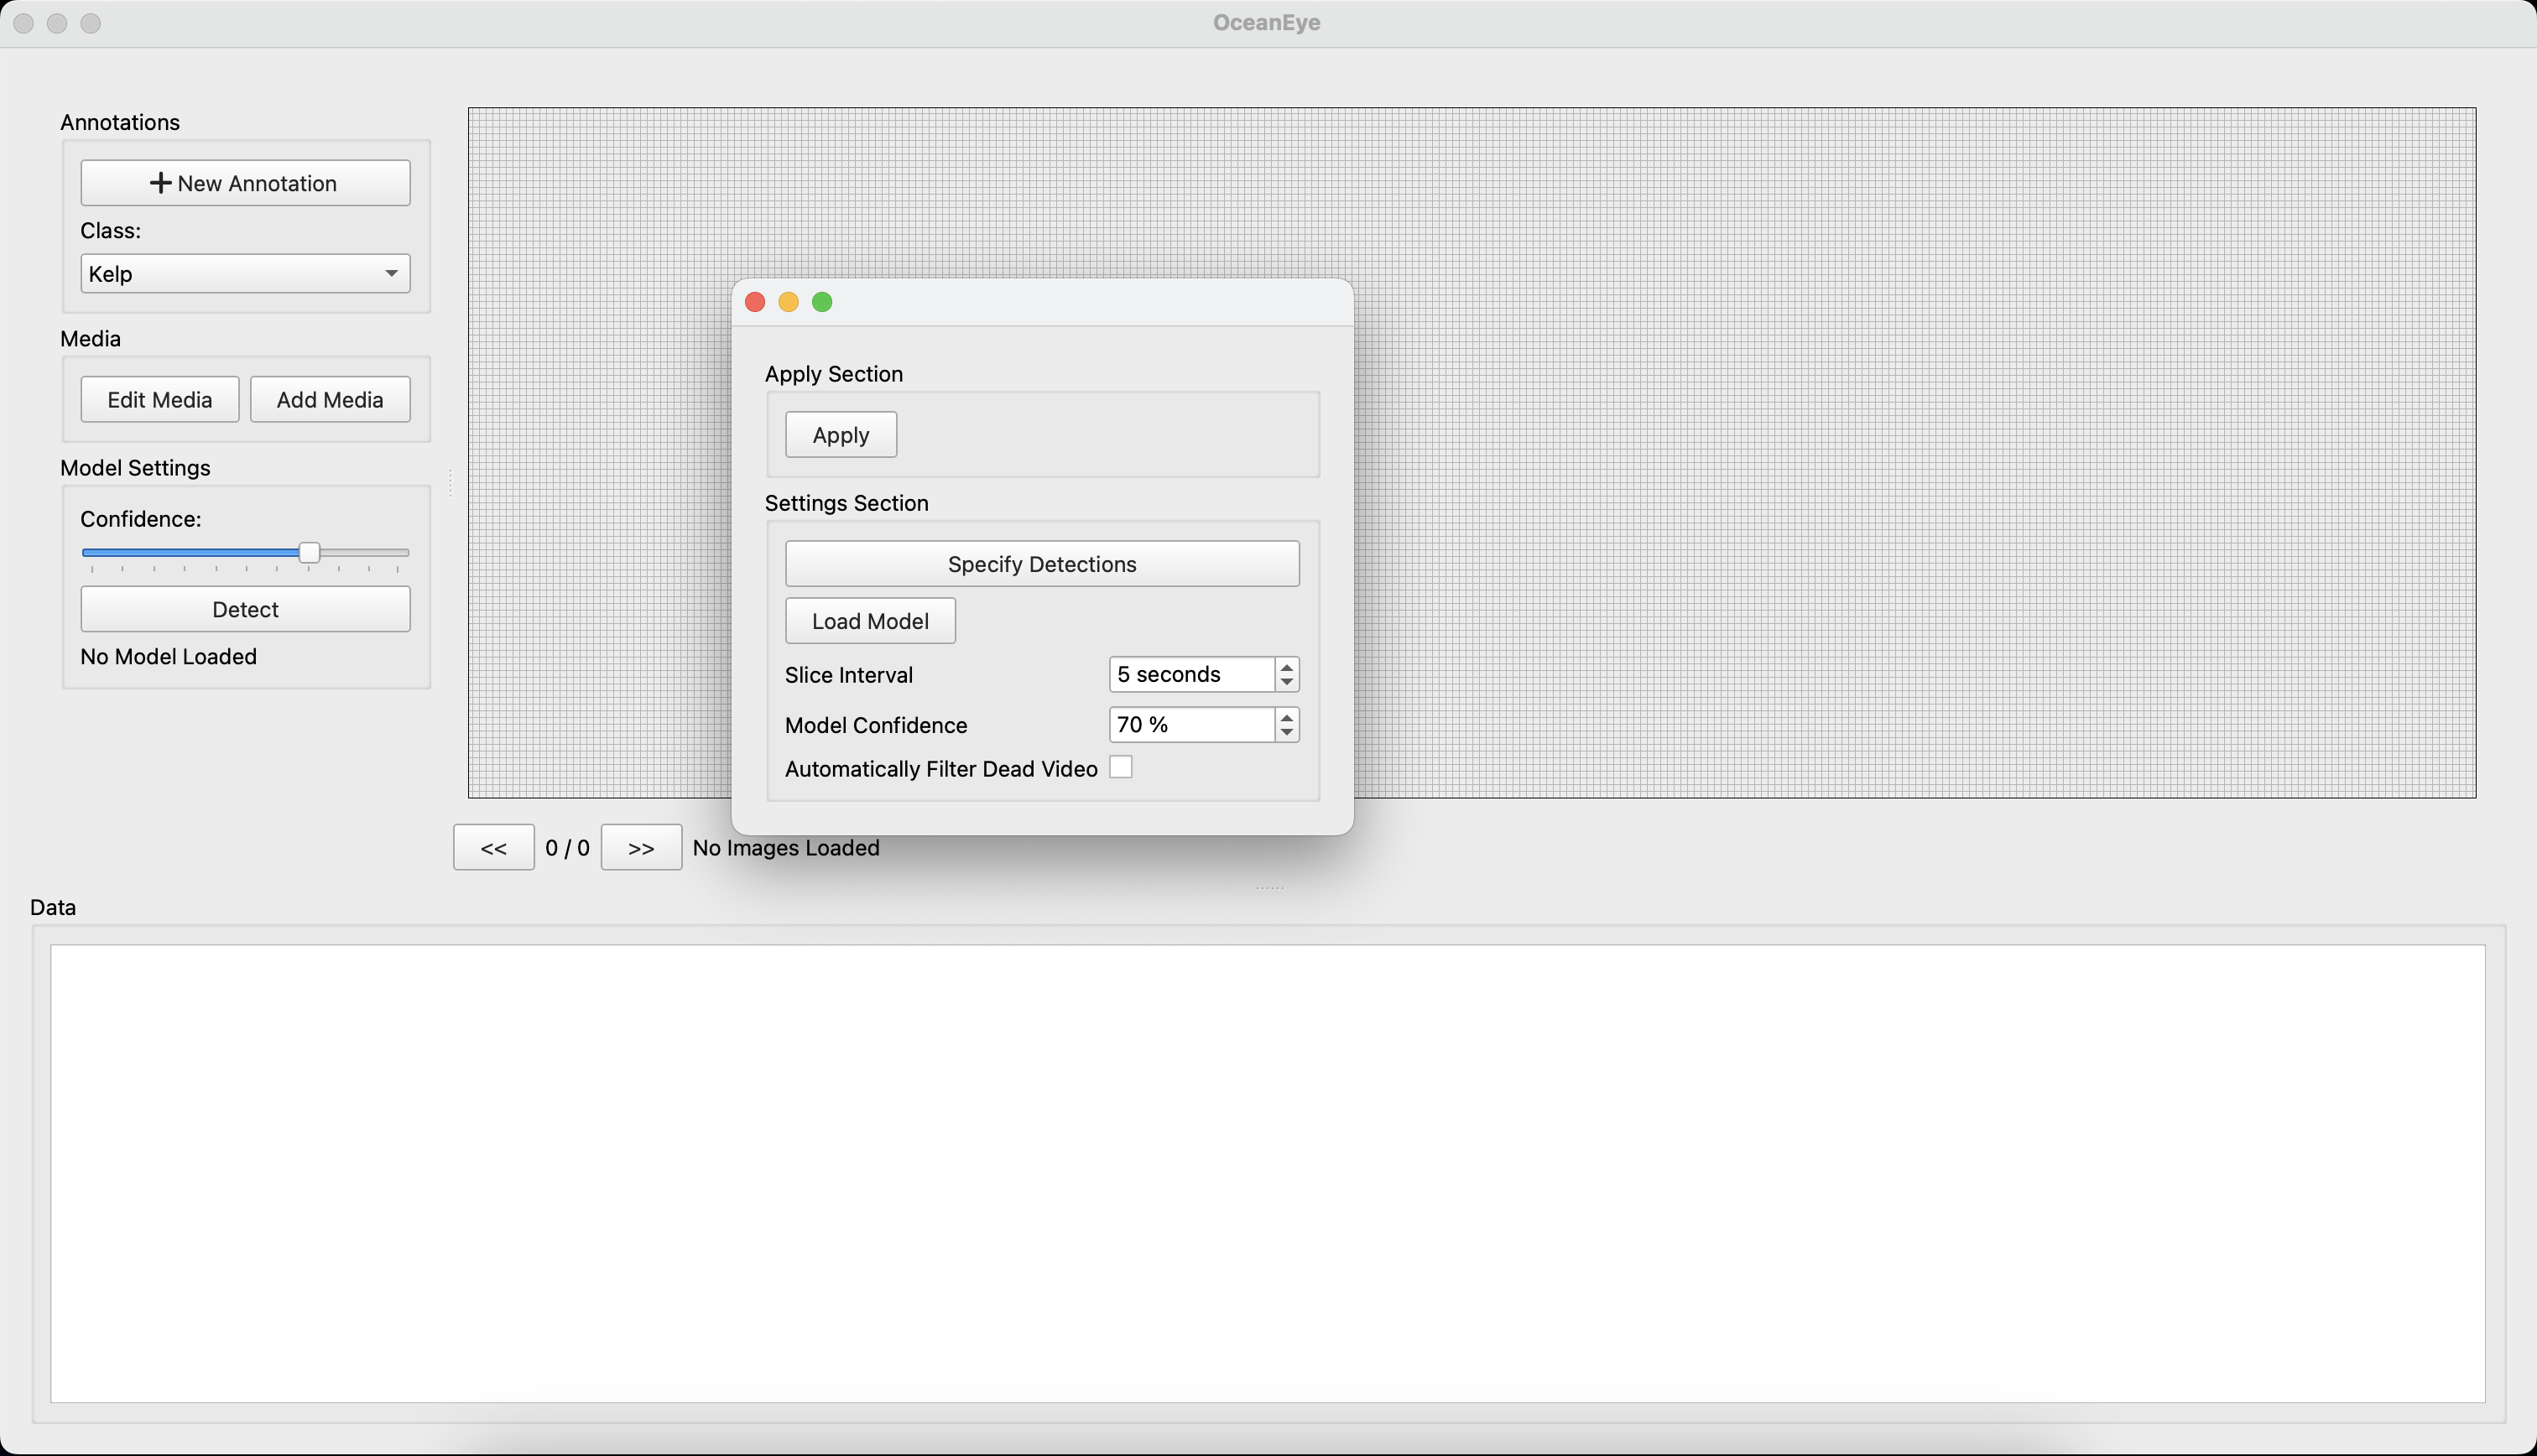 OceanEye
Annotations
New Annotation
Class:
Kelp
Media
Edit Media Add Media
Model Settings
Confidence:
Detect
No Model Loaded
Apply Section
Apply
Settings Section
Specify Detections
Load Model
Slice Interval 5 seconds
Model Confidence 70 %
Automatically Filter Dead Video
<< 0 / 0 >> No Images Loaded
Data